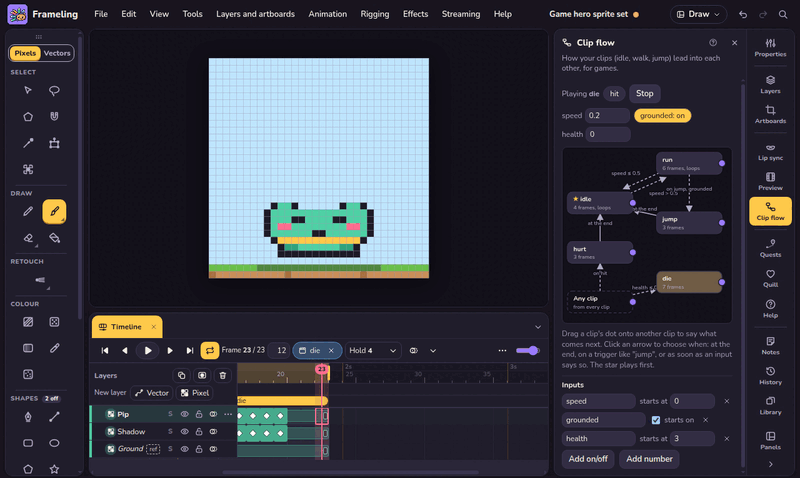 Frameling
File
Edit
View
Tools
Layers and artboards
Animation
Rigging
Effects
Streaming
Help
Game hero sprite set
Draw
Pixels
Vectors
SELECT
DRAW
RETOUCH
COLOUR
SHAPES
2 off
Clip flow
How your clips (idle, walk, jump) lead into each
other, for games.
Playing die
hit
Stop
speed
0.2
grounded: on
health
0
run
6 frames, loops
speed ≤ 0.5
on jump, grounded
speed > 0.5
idle
4 frames, loops
at the end
jump
3 frames
at the end
hurt
3 frames
on hit
die
7 frames
Any clip
from every clip
Drag a clip's dot onto another clip to say what
comes next. Click an arrow to choose when: at the
end, on a trigger like "jump", or as soon as an input
says so. The star plays first.
Inputs
speed
starts at
0
grounded
starts on
health
starts at
3
Add on/off
Add number
Properties
Layers
Artboards
Lip sync
Preview
Clip flow
Quests
Quill
Help
Notes
History
Library
Panels
Timeline
Frame 23 / 23
12
die
Hold 4
Layers
New layer
Vector
Pixel
20
23
2s
25
30
3s
35
die
Pip
S
Shadow
S
Ground
ref
S